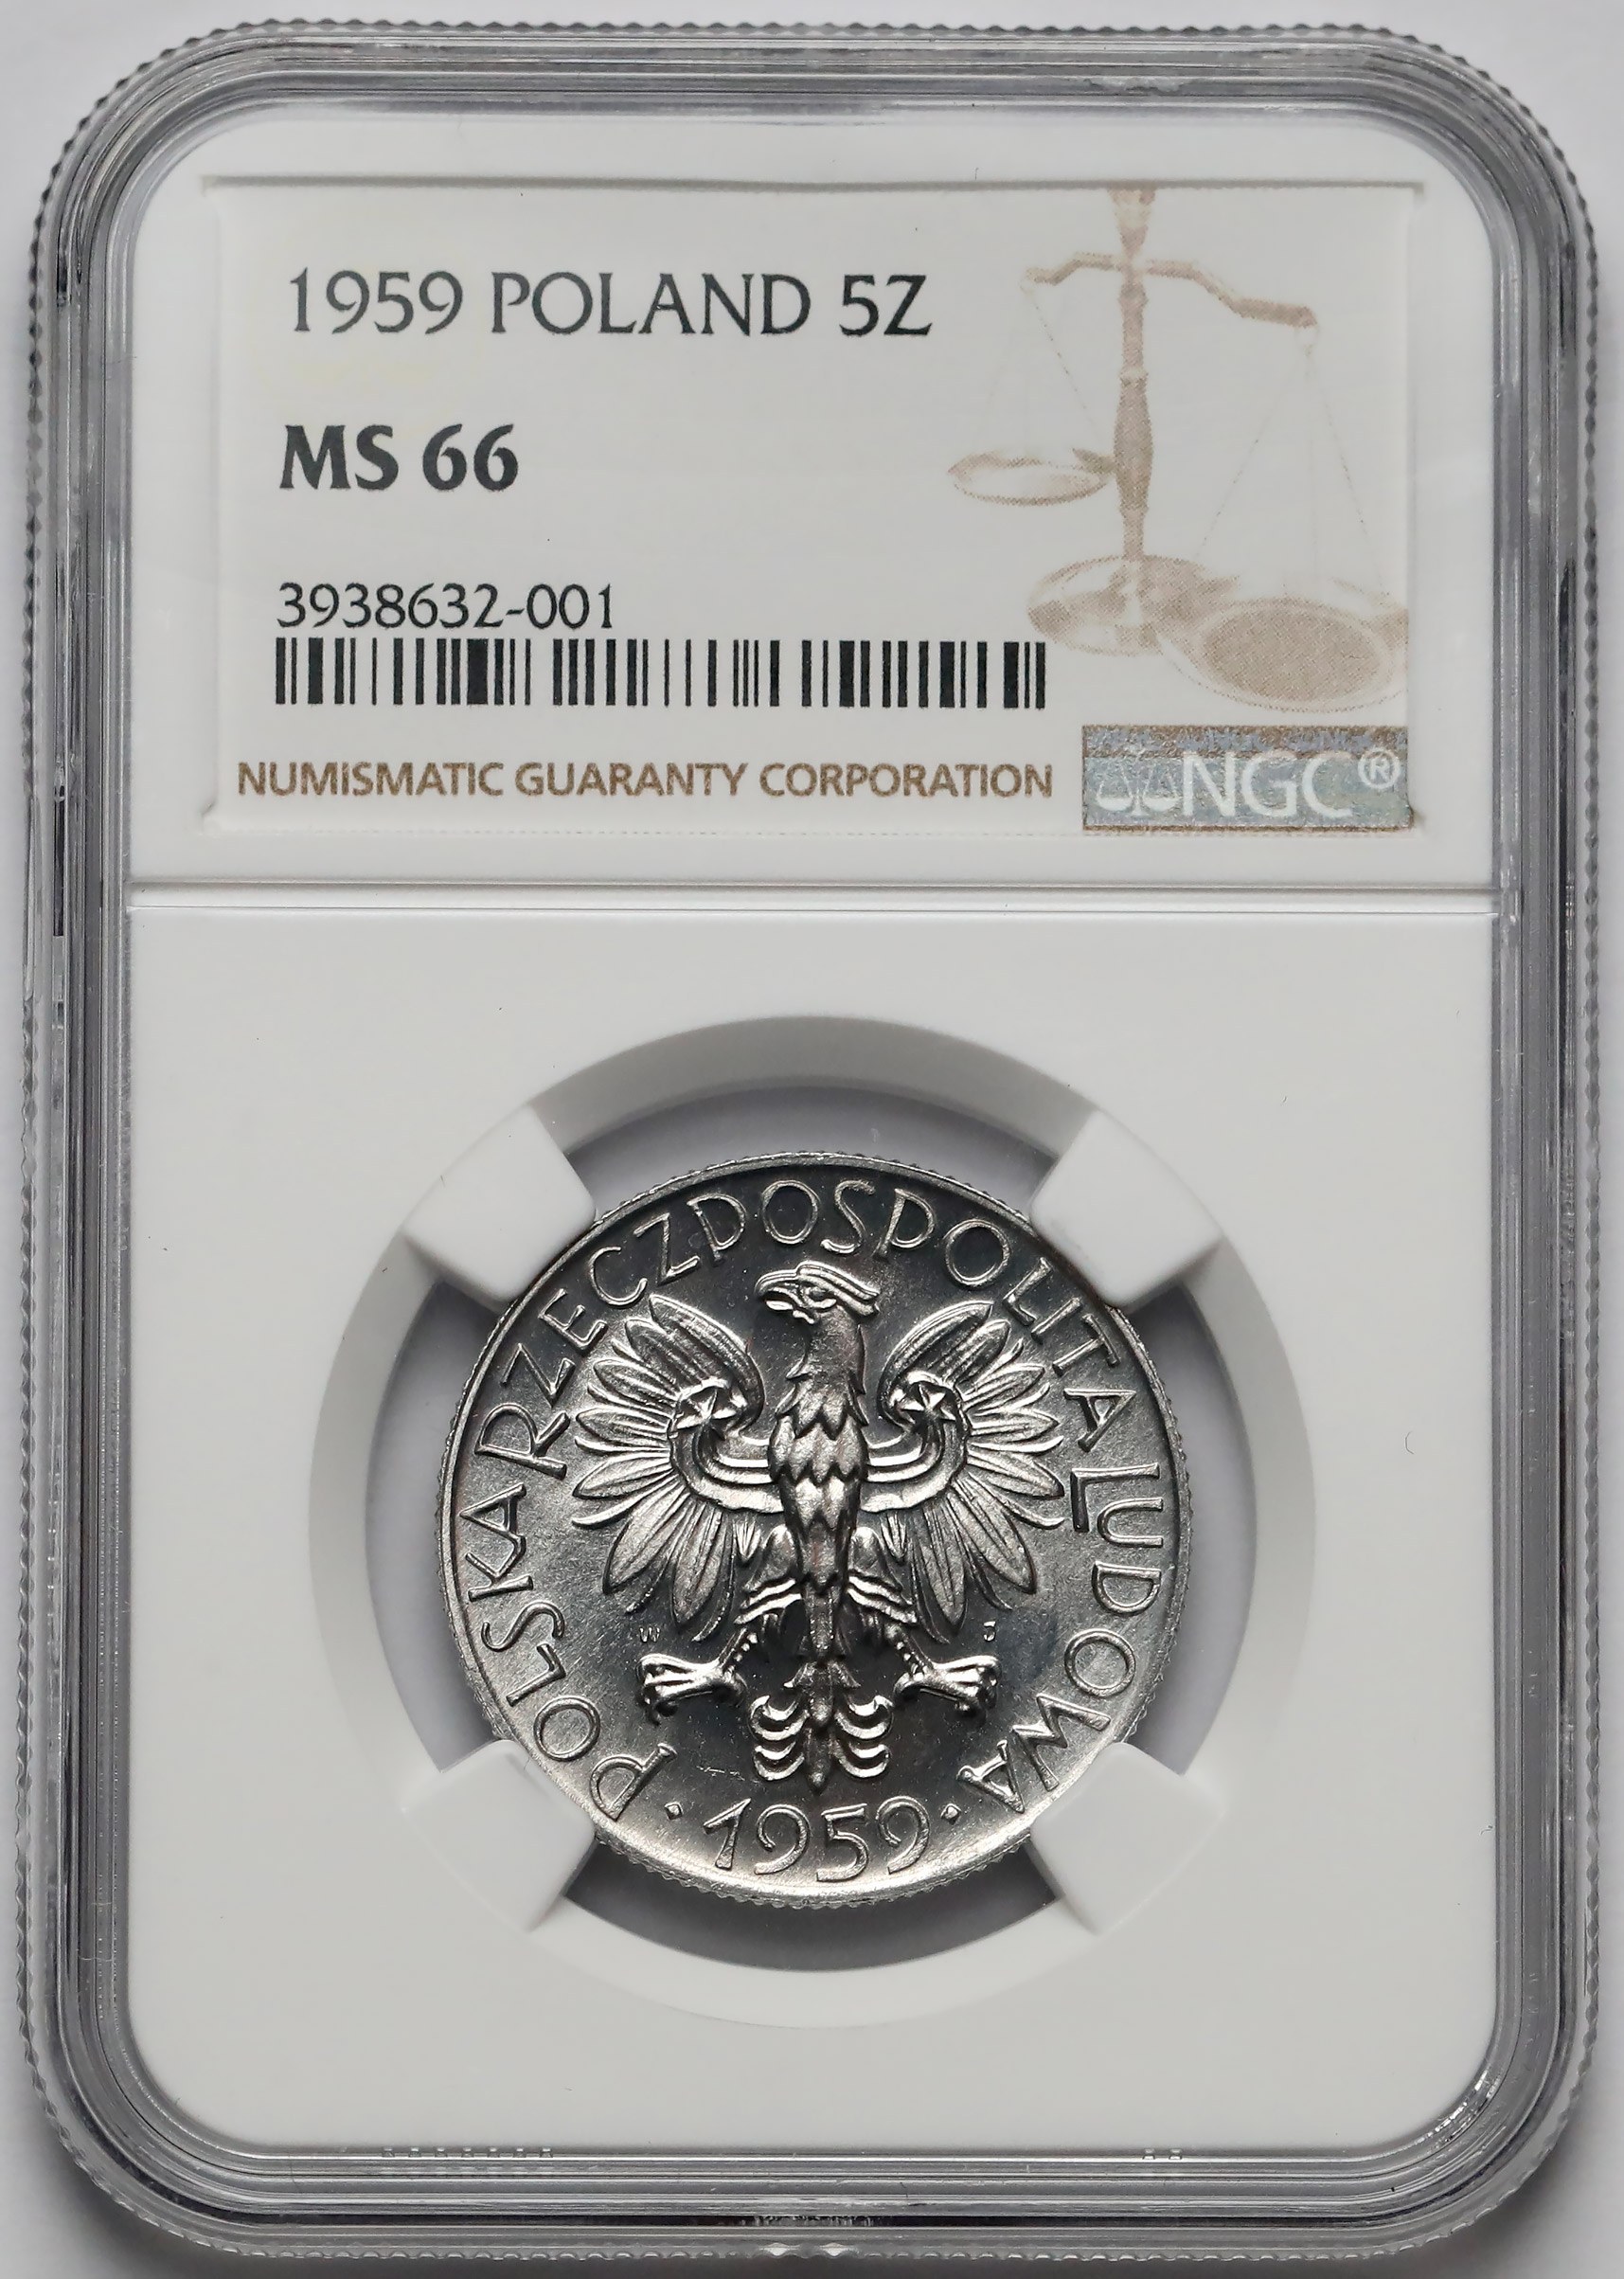 1959 POLAND 5Z
MS 66
3938632-001
NUMISMATIC GUARANTY CORPORATION
NGC®
POLSKA RZECZPOSPOLITA LUDOWA
W J
· 1959 ·